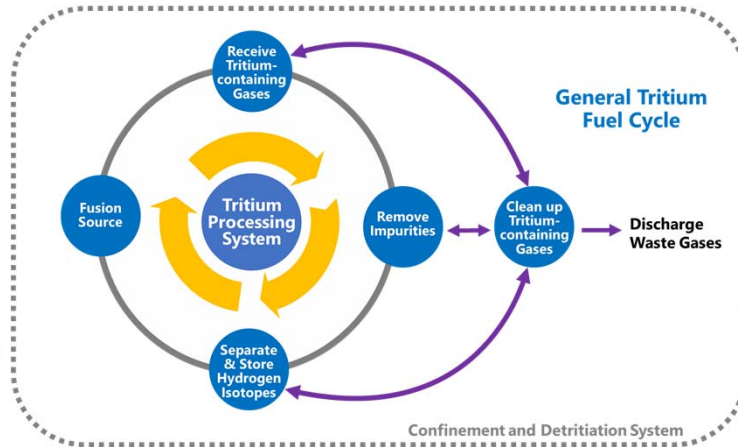 Receive
Tritium-
containing
Gases
General Tritium
Fuel Cycle
Fusion
Source
Tritium
Processing
System
Remove
Impurities
Clean up
Tritium-
containing
Gases
Discharge
Waste Gases
Separate
& Store
Hydrogen
Isotopes
Confinement and Detritiation System